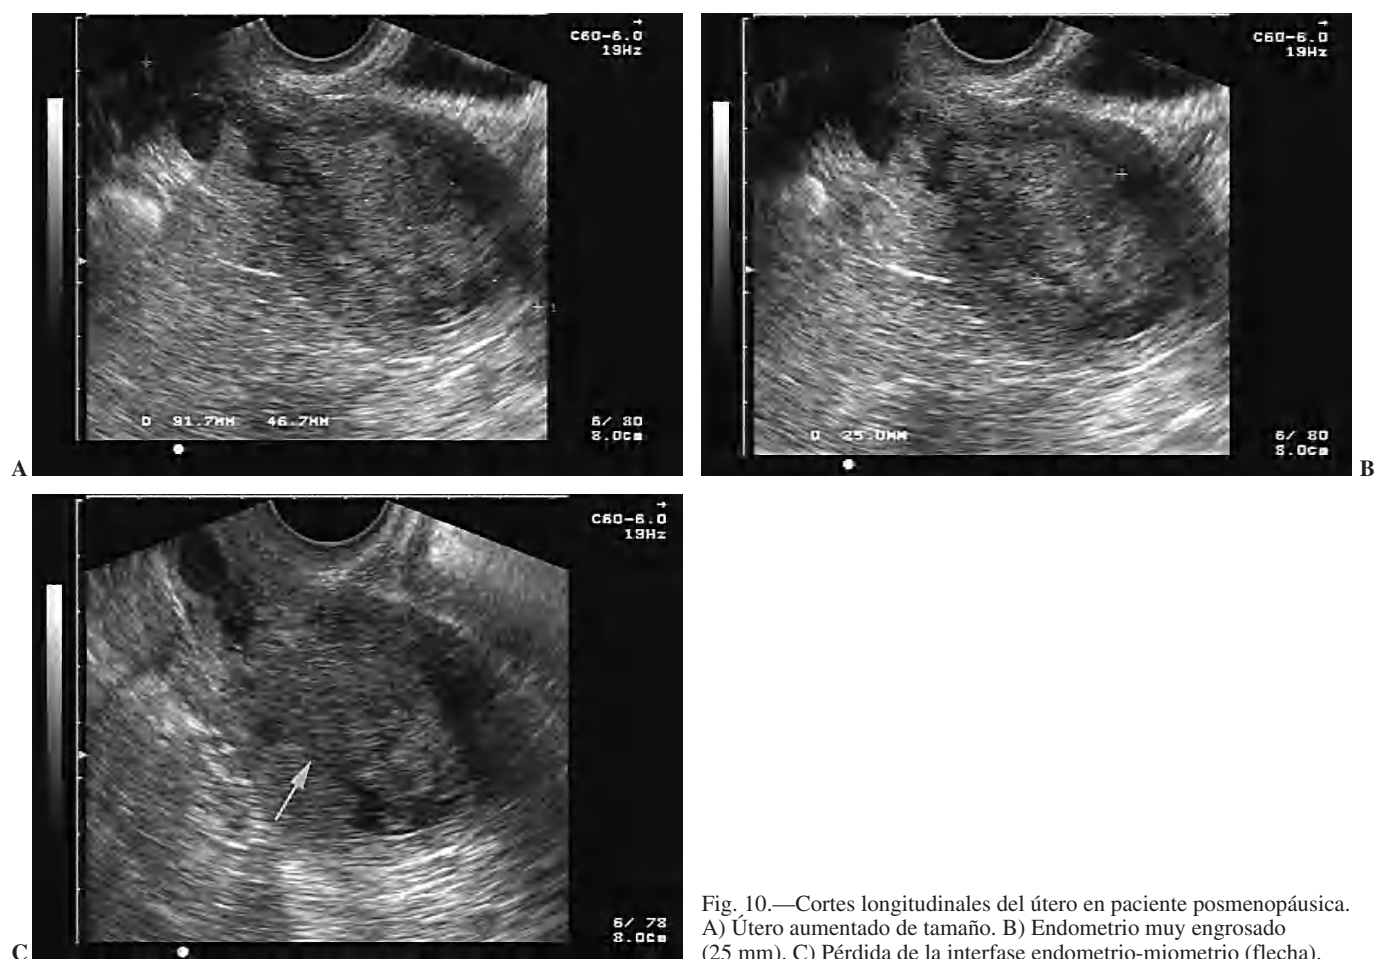 C60-6.0
19Hz
D 91.7MM 46.7MM
6/ 80
8.0cm
A
C60-6.0
19Hz
D 25.0MM
6/ 80
8.0cm
B
C60-6.0
19Hz
6/ 78
8.0cm
C
Fig. 10.—Cortes longitudinales del útero en paciente posmenopáusica.
A) Útero aumentado de tamaño. B) Endometrio muy engrosado
(25 mm). C) Pérdida de la interfase endometrio-miometrio (flecha).